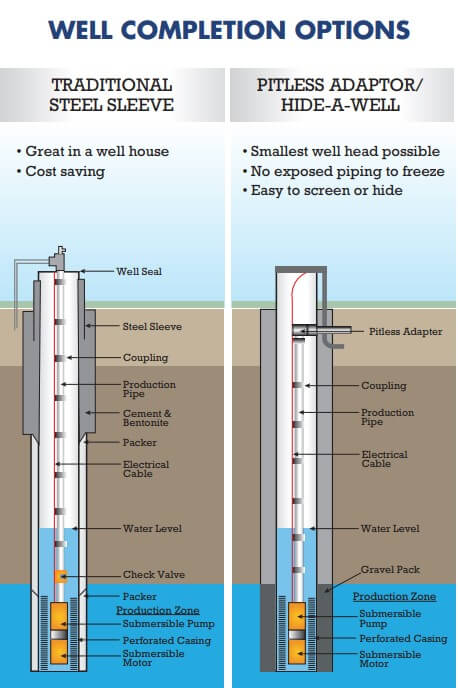 WELL COMPLETION OPTIONS
TRADITIONAL
STEEL SLEEVE
• Great in a well house
• Cost saving
Well Seal
Steel Sleeve
Coupling
Production
Pipe
Cement &
Bentonite
Packer
Electrical
Cable
Water Level
Check Valve
Packer
Production Zone
Submersible Pump
Perforated Casing
Submersible
Motor
PITLESS ADAPTOR/
HIDE-A-WELL
• Smallest well head possible
• No exposed piping to freeze
• Easy to screen or hide
Pitless Adapter
Coupling
Production
Pipe
Electrical
Cable
Water Level
Gravel Pack
Production Zone
Submersible
Pump
Perforated Casing
Submersible
Motor